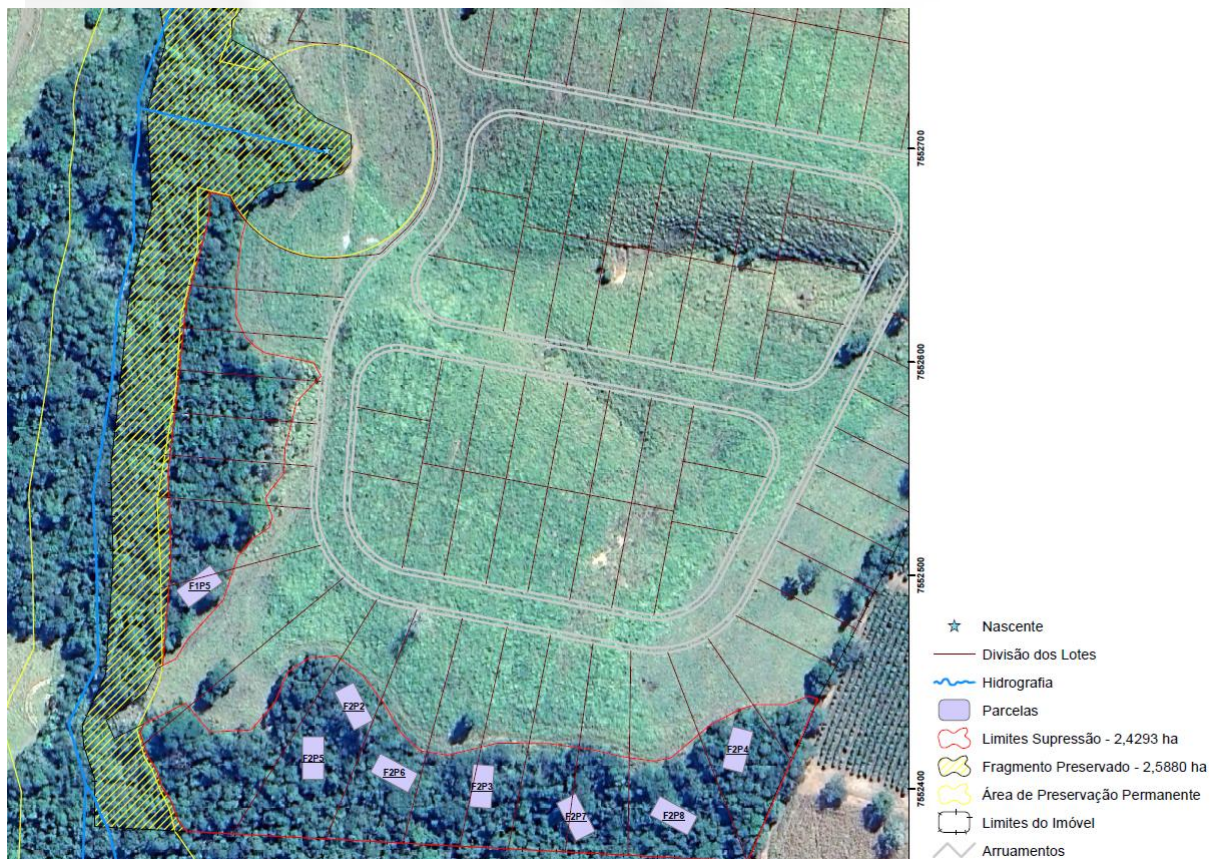 7552700
7552600
7552500
7552400
F1P5
F2P2
F2P5
F2P6
F2P3
F2P7
F2P8
F2P4
Nascente
Divisão dos Lotes
Hidrografia
Parcelas
Limites Supressão - 2,4293 ha
Fragmento Preservado - 2,5880 ha
Área de Preservação Permanente
Limites do Imóvel
Arruamentos